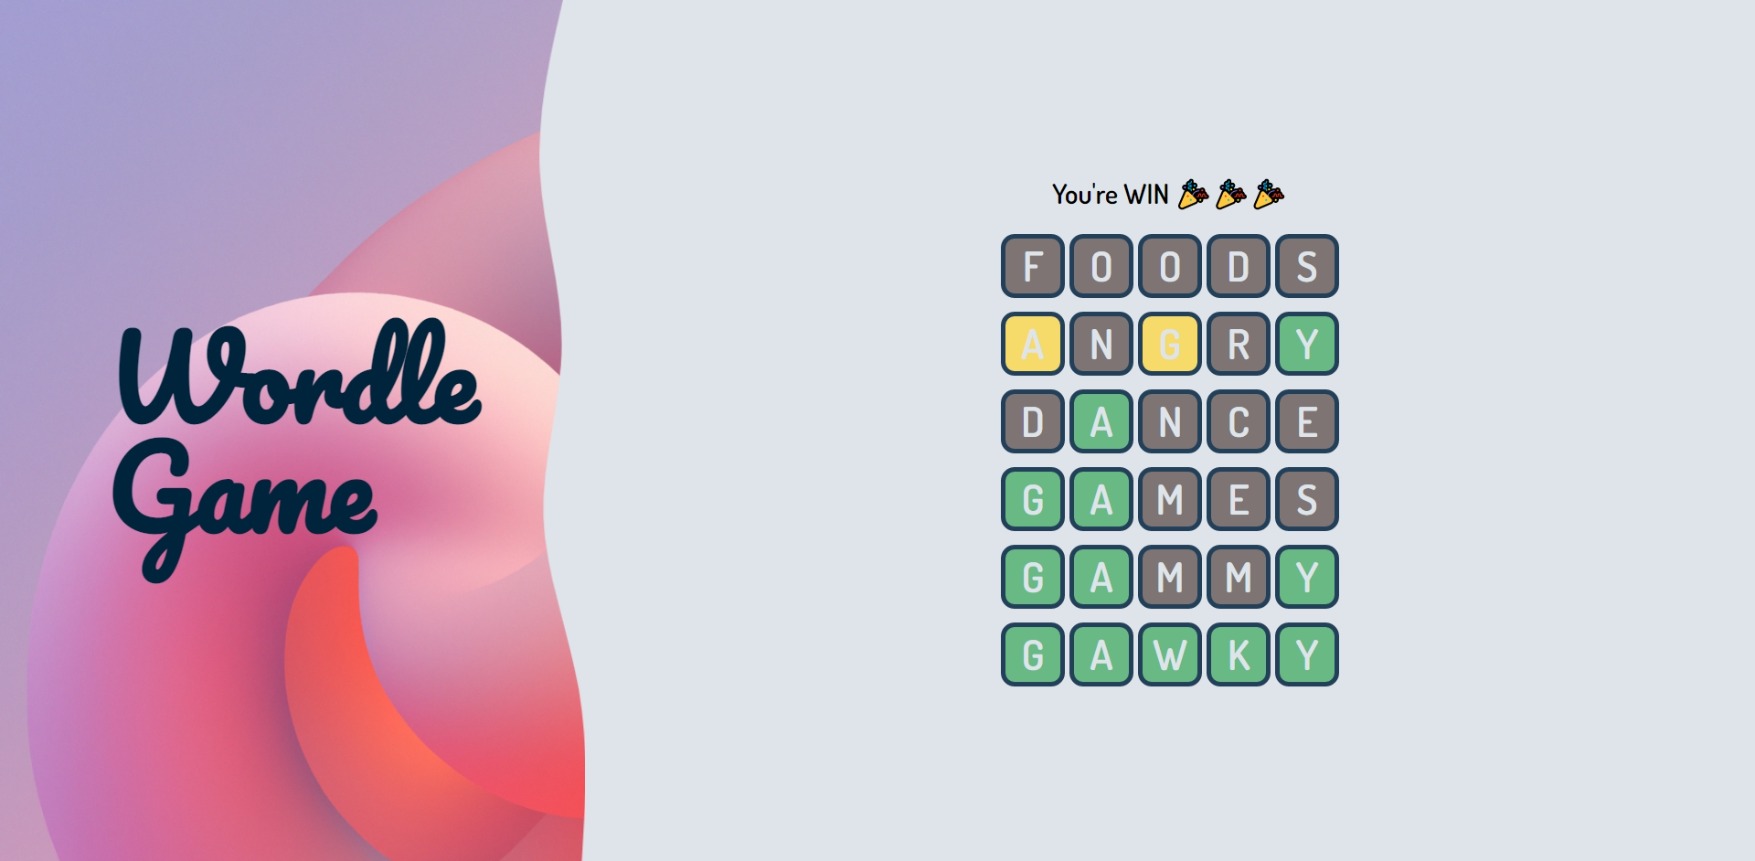 Wordle
Game
You're WIN 🎉 🎉 🎉
F O O D S
A N G R Y
D A N C E
G A M E S
G A M M Y
G A W K Y